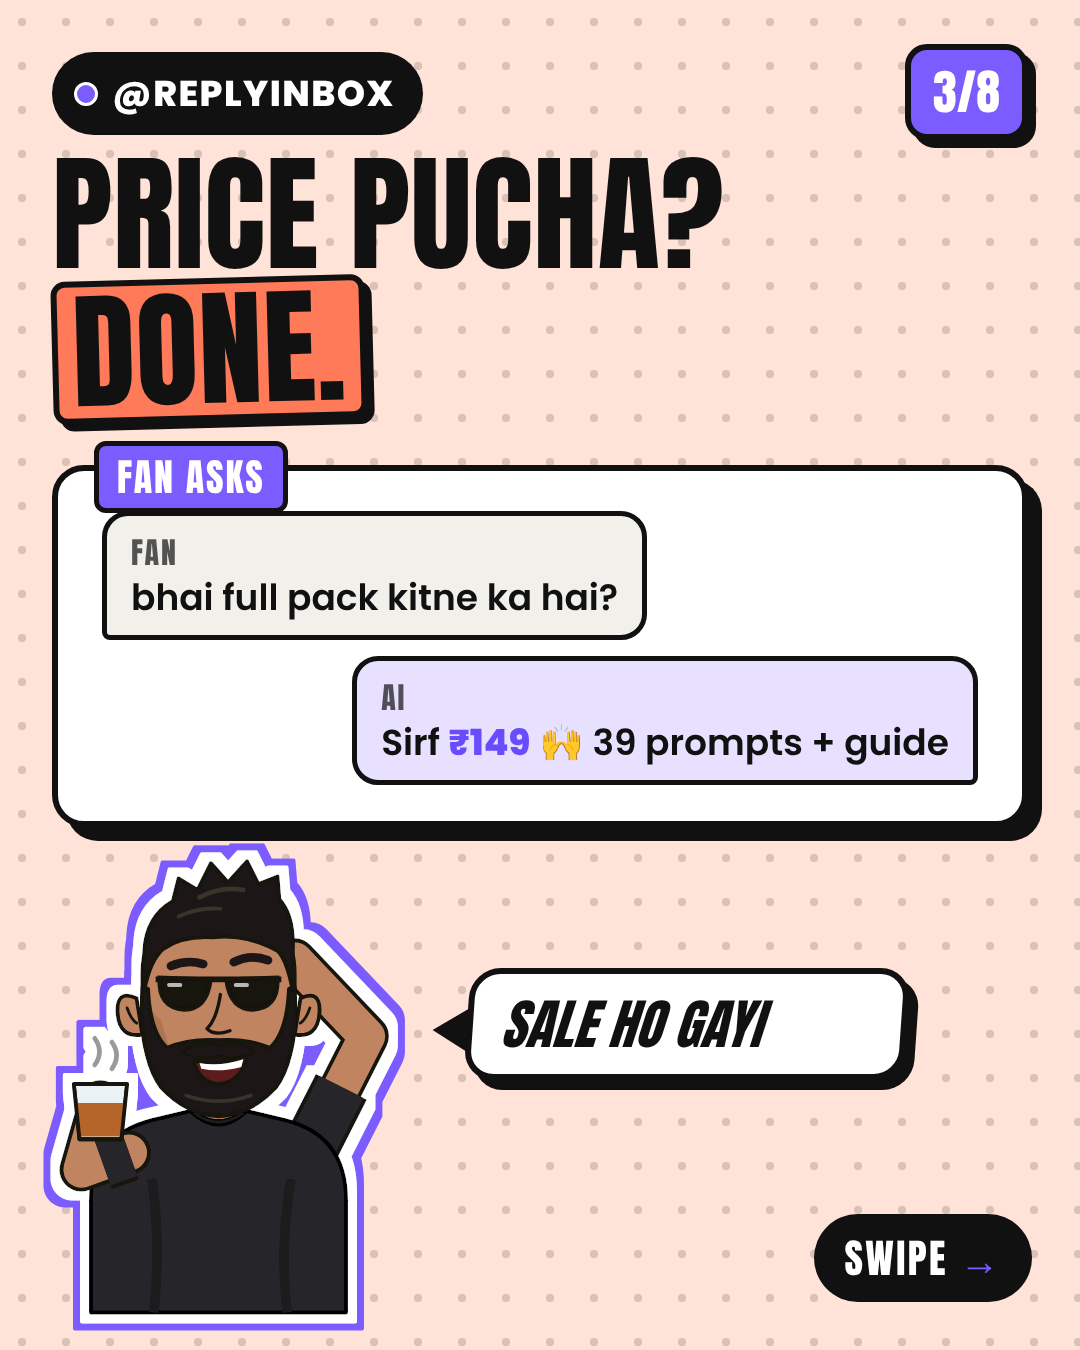 @REPLYINBOX
3/8
PRICE PUCHA?
DONE.
FAN ASKS
FAN
bhai full pack kitne ka hai?
AI
Sirf ₹149 🙌 39 prompts + guide
SALE HO GAYI
SWIPE →